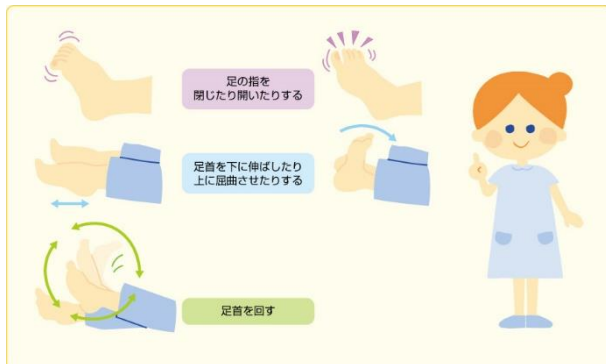 足の指を
閉じたり開いたりする
足首を下に伸ばしたり
上に屈曲させたりする
足首を回す